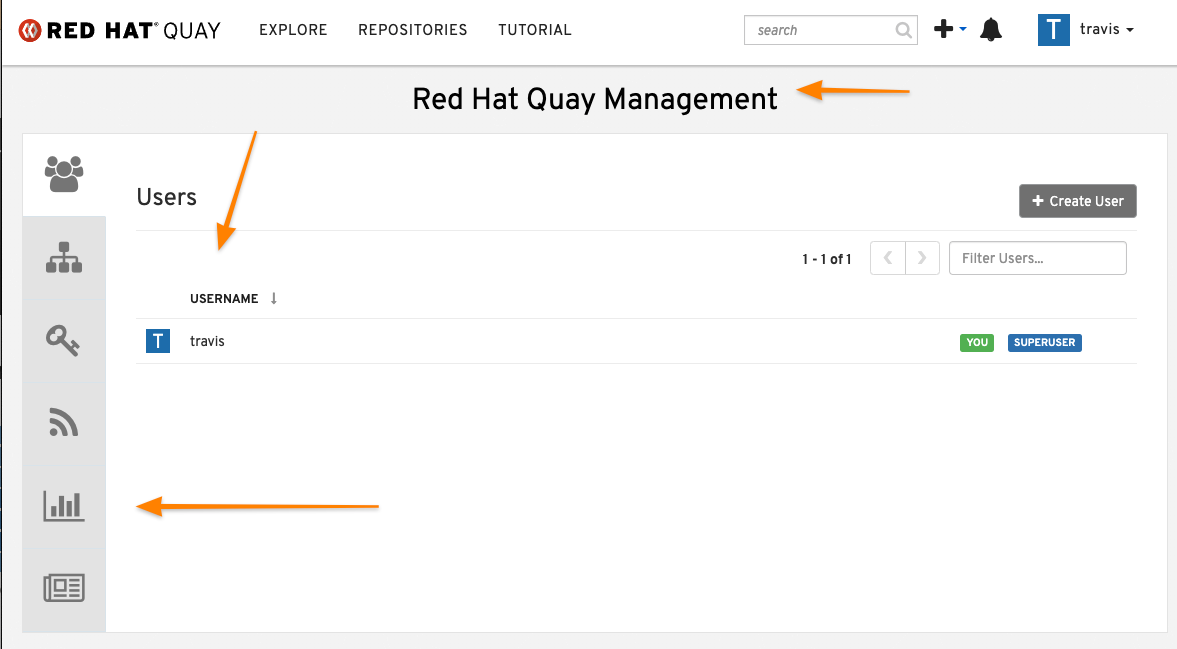 RED HAT® QUAY EXPLORE REPOSITORIES TUTORIAL search T travis
Red Hat Quay Management
Users
Create User
1 - 1 of 1 Filter Users...
USERNAME
T travis YOU SUPERUSER